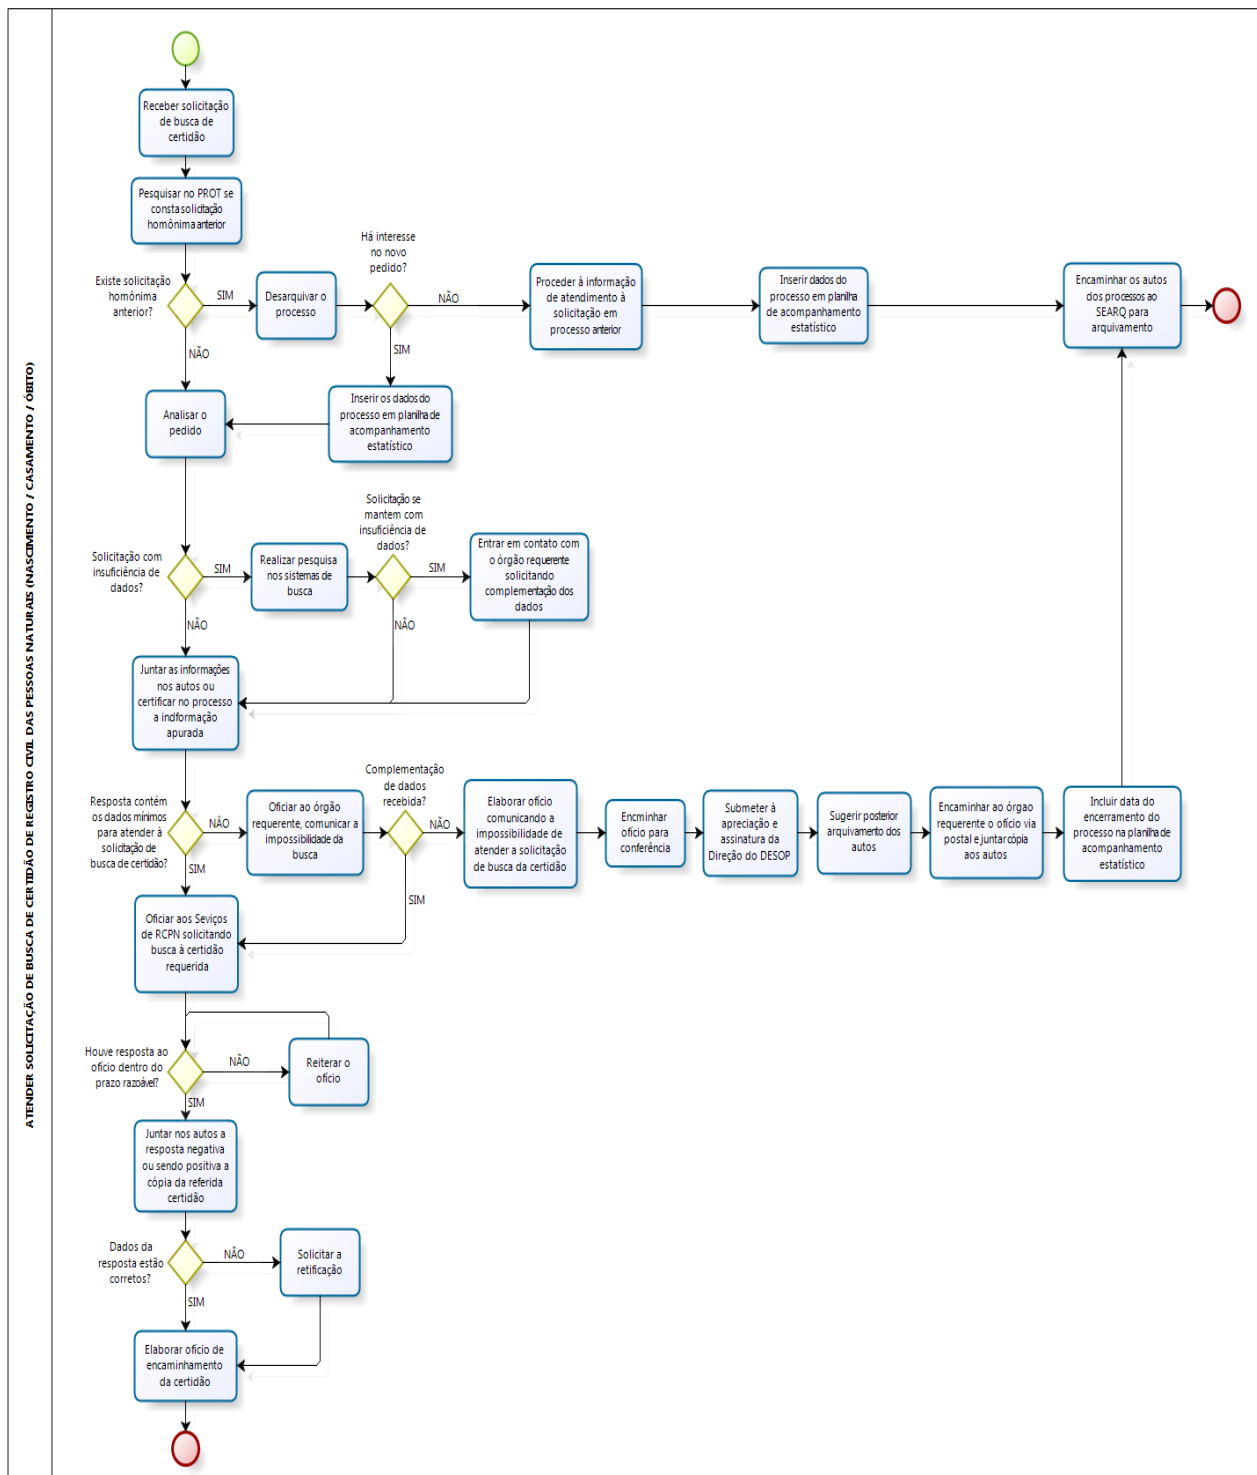 ATENDER SOLICITAÇÃO DE BUSCA DE CERTIDÃO DE REGISTRO CIVIL DAS PESSOAS NATURAIS (NASCIMENTO / CASAMENTO / ÓBITO)
Receber solicitação
de busca de
certidão
Pesquisar no PROT se
consta solicitação
homônima anterior
Existe solicitação
homônima
anterior?
SIM
NÃO
Desarquivar o
processo
Há interesse
no novo
pedido?
NÃO
SIM
Proceder à informação
de atendimento à
solicitação em
processo anterior
Inserir dados do
processo em planilha
de acompanhamento
estatístico
Encaminhar os autos
dos processos ao
SEARQ para
arquivamento
Analisar o
pedido
Inserir os dados do
processo em planilha de
acompanhamento
estatístico
Solicitação com
insuficiência de
dados?
SIM
NÃO
Realizar pesquisa
nos sistemas de
busca
Solicitação se
mantem com
insuficiência de
dados?
SIM
NÃO
Entrar em contato com
o órgão requerente
solicitando
complementação dos
dados
Juntar as informações
nos autos ou
certificar no processo
a indformação
apurada
Resposta contém
os dados mínimos
para atender à
solicitação de
busca de certidão?
NÃO
SIM
Oficiar ao órgão
requerente, comunicar a
impossibilidade da
busca
Complementação
de dados
recebida?
NÃO
SIM
Elaborar ofício
comunicando a
impossibilidade de
atender a solicitação
de busca da certidão
Encminhar
ofício para
conferência
Submeter à
apreciação e
assinatura da
Direção do DESOP
Sugerir posterior
arquivamento dos
autos
Encaminhar ao órgao
requerente o ofício via
postal e juntar cópia
aos autos
Incluir data do
encerramento do
processo na planilha de
acompanhamento
estatístico
Oficiar aos Seviços
de RCPN solicitando
busca à certidão
requerida
Houve resposta ao
ofício dentro do
prazo razoável?
NÃO
SIM
Reiterar o
ofício
Juntar nos autos a
resposta negativa
ou sendo positiva a
cópia da referida
certidão
Dados da
resposta estão
corretos?
NÃO
SIM
Solicitar a
retificação
Elaborar ofício de
encaminhamento
da certidão